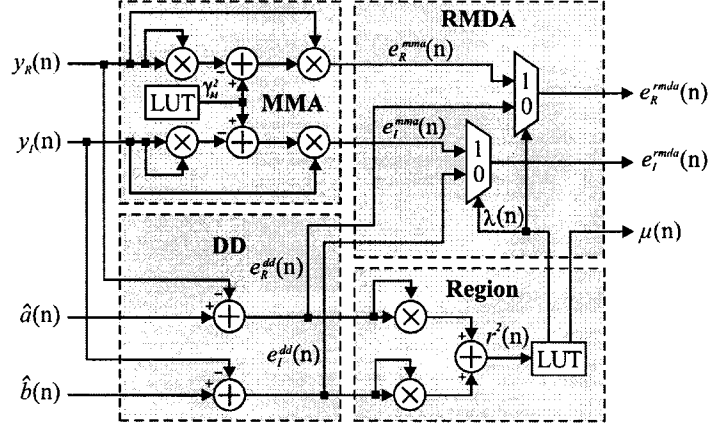 RMDA
y_R(n)
e_R^mma(n)
1
0
e_R^rmda(n)
LUT
γ_M^2
MMA
y_I(n)
e_I^mma(n)
1
0
e_I^rmda(n)
λ(n)
μ(n)
DD
e_R^dd(n)
Region
â(n)
r^2(n)
LUT
e_I^dd(n)
b̂(n)